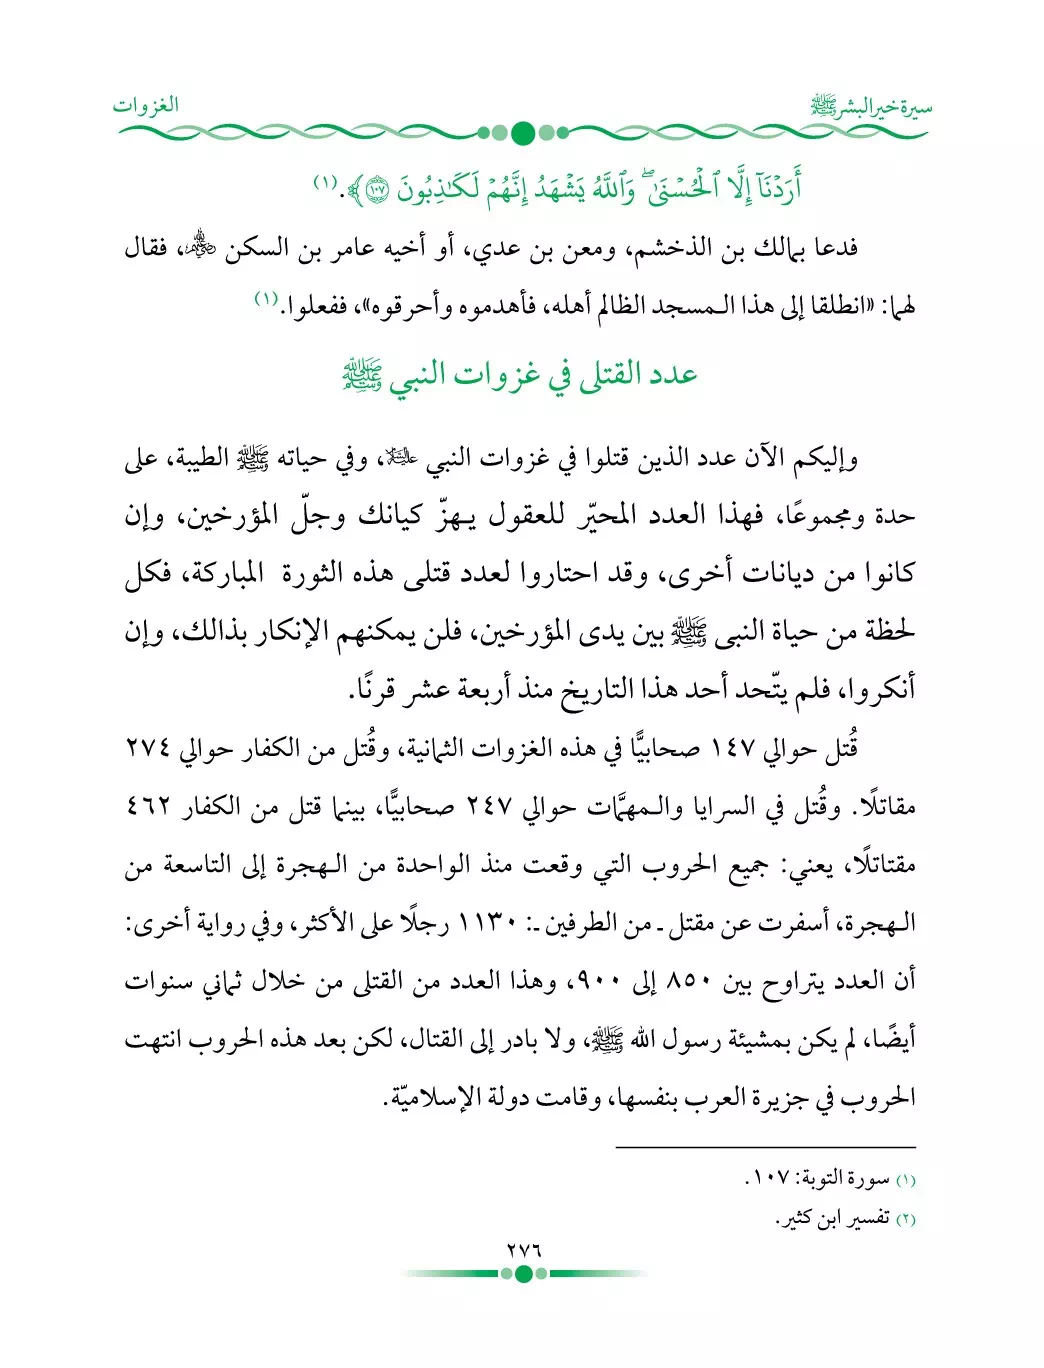 سيرة خير البشر ﷺ
الغزوات
أَرَدْنَآ إِلَّا ٱلْحُسْنَىٰ ۖ وَٱللَّهُ يَشْهَدُ إِنَّهُمْ لَكَـٰذِبُونَ ١٠٧﴾.(١)
فدعا بمالك بن الذخشم، ومعن بن عدي، أو أخيه عامر بن السكن ﷺ، فقال
لهما: «انطلقا إلى هذا الـمسجد الظالم أهله، فأهدموه وأحرقوه»، ففعلوا.(١)
عدد القتلى في غزوات النبي ﷺ
وإليكم الآن عدد الذين قتلوا في غزوات النبي عليه السلام، وفي حياته ﷺ الطيبة، على
حدة ومجموعًا، فهذا العدد المحيّر للعقول يـهزّ كيانك وجلّ المؤرخين، وإن
كانوا من ديانات أخرى، وقد احتاروا لعدد قتلى هذه الثورة المباركة، فكل
لحظة من حياة النبى ﷺ بين يدى المؤرخين، فلن يمكنهم الإنكار بذالك، وإن
أنكروا، فلم يتّحد أحد هذا التاريخ منذ أربعة عشر قرنًا.
قُتل حوالي ١٤٧ صحابيًّا في هذه الغزوات الثمانية، وقُتل من الكفار حوالي ٢٧٤
مقاتلًا. وقُتل في السرايا والـمهمَّات حوالي ٢٤٧ صحابيًّا، بينما قتل من الكفار ٤٦٢
مقتاتلًا، يعني: جميع الحروب التي وقعت منذ الواحدة من الـهجرة إلى التاسعة من
الـهجرة، أسفرت عن مقتل ـ من الطرفين ـ: ١١٣٠ رجلًا على الأكثر، وفي رواية أخرى:
أن العدد يتراوح بين ٨٥٠ إلى ٩٠٠، وهذا العدد من القتلى من خلال ثماني سنوات
أيضًا، لم يكن بمشيئة رسول الله ﷺ، ولا بادر إلى القتال، لكن بعد هذه الحروب انتهت
الحروب في جزيرة العرب بنفسها، وقامت دولة الإسلاميّة.
(١) سورة التوبة: ١٠٧.
(٢) تفسير ابن كثير.
٢٧٦